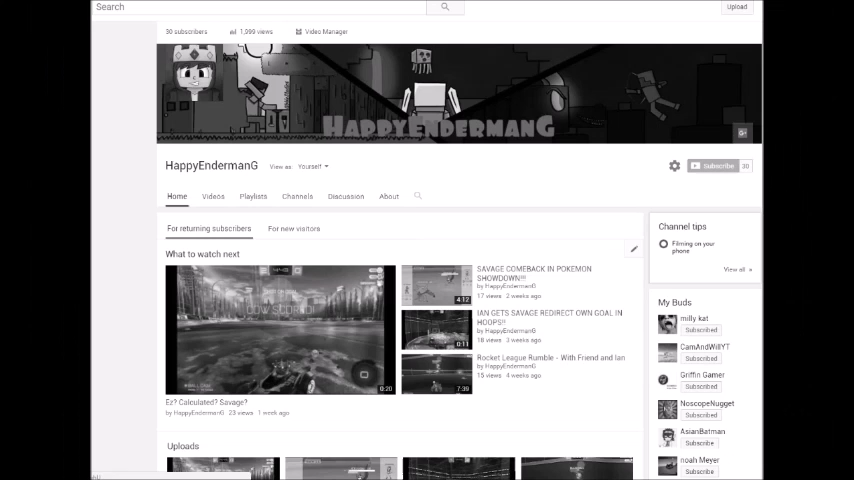 Search
Upload
30 subscribers
1,999 views
Video Manager
HAPPYENDERMANG
HappyEndermanG
View as:
Yourself
Subscribe
30
Home
Videos
Playlists
Channels
Discussion
About
For returning subscribers
For new visitors
What to watch next
0:20
Ez? Calculated? Savage?
by HappyEndermanG
23 views
1 week ago
4:12
SAVAGE COMEBACK IN POKEMON
SHOWDOWN!!!
by HappyEndermanG
17 views 2 weeks ago
0:11
IAN GETS SAVAGE REDIRECT OWN GOAL IN
HOOPS!!!
by HappyEndermanG
18 views 3 weeks ago
7:39
Rocket League Rumble - With Friend and Ian
by HappyEndermanG
15 views 4 weeks ago
Uploads
Channel tips
Filming on your
phone
View all »
My Buds
milly kat
Subscribed
CamAndWillYT
Subscribed
Griffin Gamer
Subscribed
NoscopeNugget
Subscribed
AsianBatman
Subscribe
noah Meyer
Subscribe